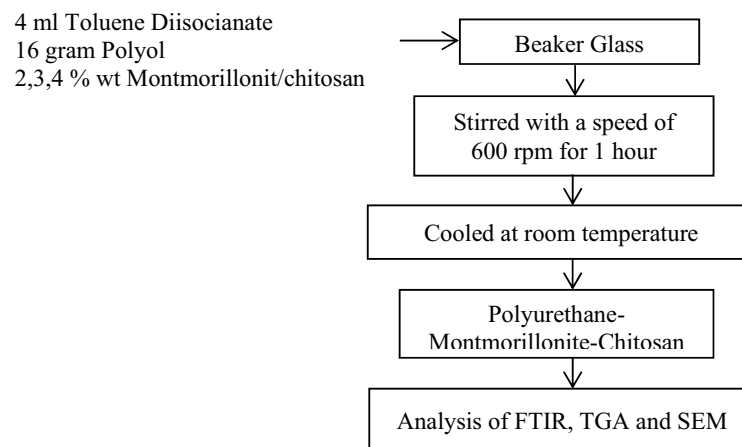 4 ml Toluene Diisocianate
16 gram Polyol
2,3,4 % wt Montmorillonit/chitosan
Beaker Glass
Stirred with a speed of
600 rpm for 1 hour
Cooled at room temperature
Polyurethane-
Montmorillonite-Chitosan
Analysis of FTIR, TGA and SEM